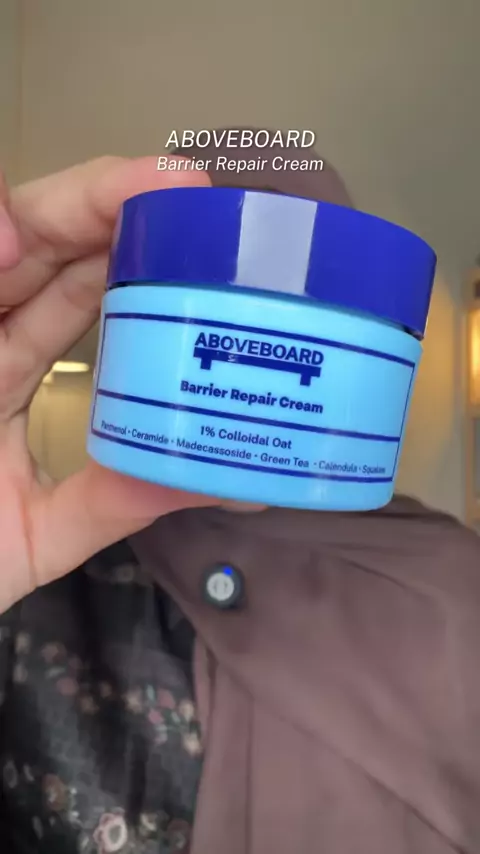 ABOVEBOARD
Barrier Repair Cream
ABOVEBOARD
Barrier Repair Cream
1% Colloidal Oat
Panthenol • Ceramide • Madecassoside • Green Tea • Calendula • Squalane